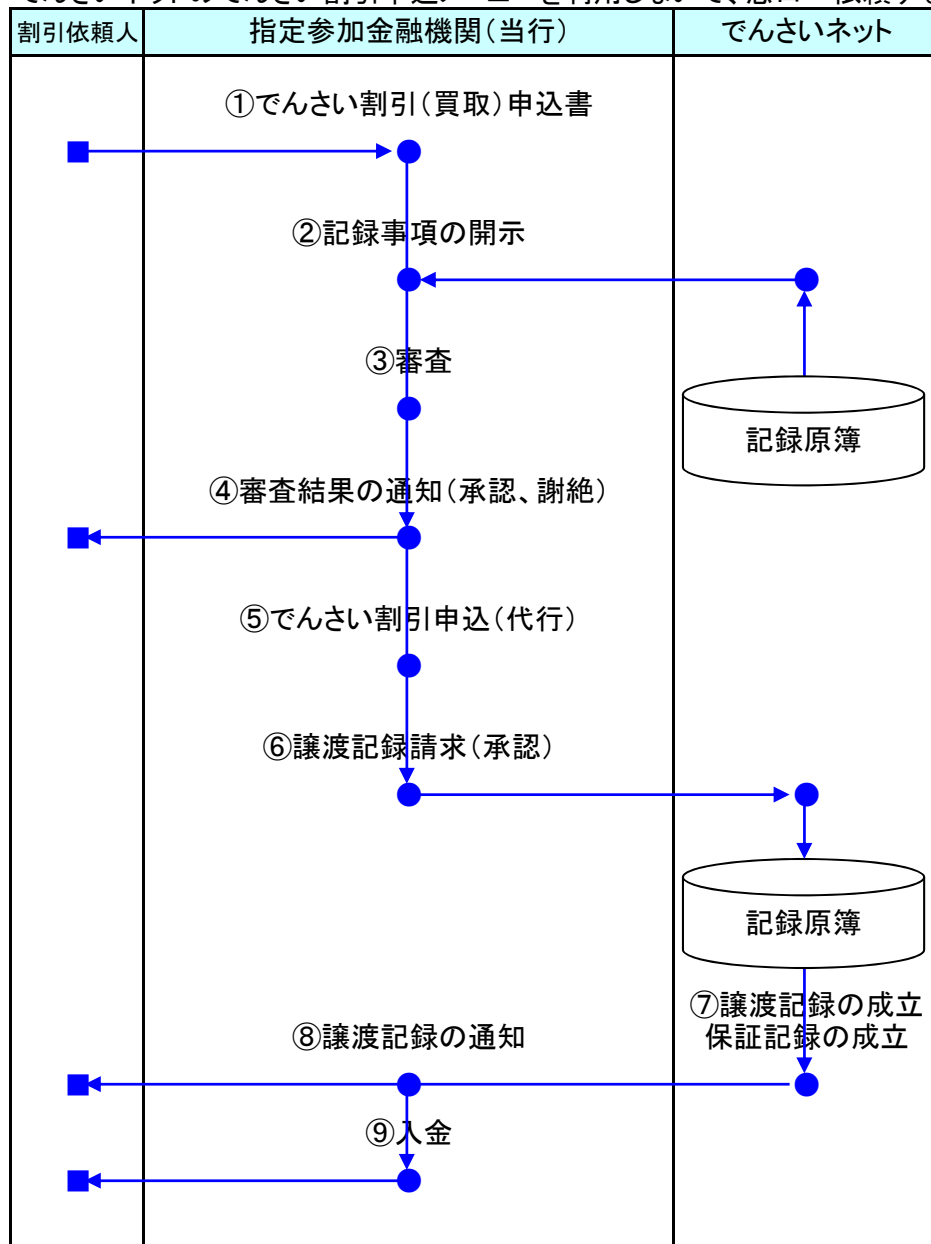 割引依頼人
指定参加金融機関(当行)
でんさいネット
①でんさい割引(買取)申込書
②記録事項の開示
③審査
記録原簿
④審査結果の通知(承認、謝絶)
⑤でんさい割引申込(代行)
⑥譲渡記録請求(承認)
記録原簿
⑦譲渡記録の成立
保証記録の成立
⑧譲渡記録の通知
⑨入金